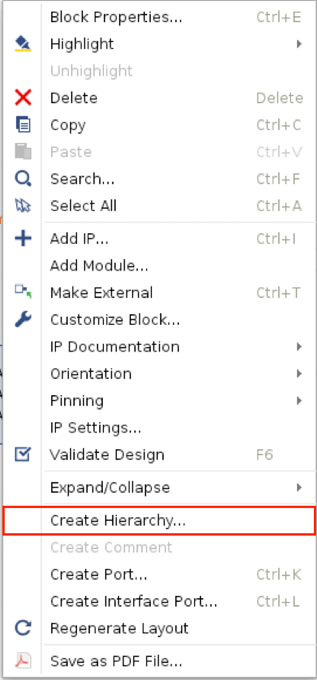 Block Properties... Ctrl+E
Highlight
Unhighlight
Delete Delete
Copy Ctrl+C
Paste Ctrl+V
Search... Ctrl+F
Select All Ctrl+A
Add IP... Ctrl+I
Add Module...
Make External Ctrl+T
Customize Block...
IP Documentation
Orientation
Pinning
IP Settings...
Validate Design F6
Expand/Collapse
Create Hierarchy...
Create Comment
Create Port... Ctrl+K
Create Interface Port... Ctrl+L
Regenerate Layout
Save as PDF File...